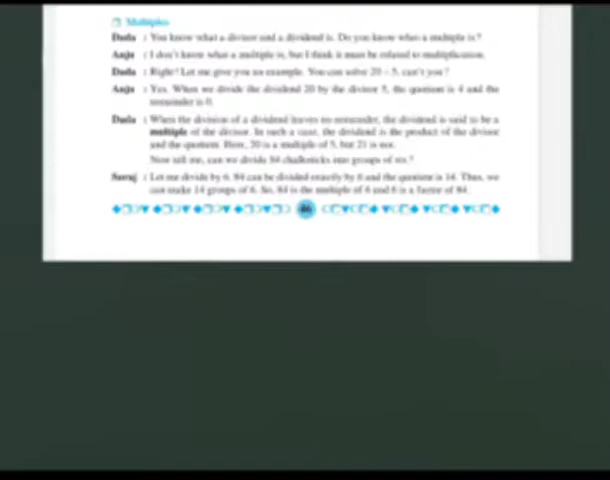 Multiples
Dada : You know what a divisor and a dividend is. Do you know what a multiple is?
Anju : I don't know what a multiple is, but I think it must be related to multiplication.
Dada : Right! Let me give you an example. You can solve 20 ÷ 5, can't you?
Anju : Yes. When we divide the dividend 20 by the divisor 5, the quotient is 4 and the
remainder is 0.
Dada : When the division of a dividend leaves no remainder, the dividend is said to be a
multiple of the divisor. In such a case, the dividend is the product of the divisor
and the quotient. Here, 20 is a multiple of 5, but 21 is not.
Now tell me, can we divide 84 chalksticks into groups of six?
Suraj : Let me divide by 6. 84 can be divided exactly by 6 and the quotient is 14. Thus, we
can make 14 groups of 6. So, 84 is the multiple of 6 and 6 is a factor of 84.